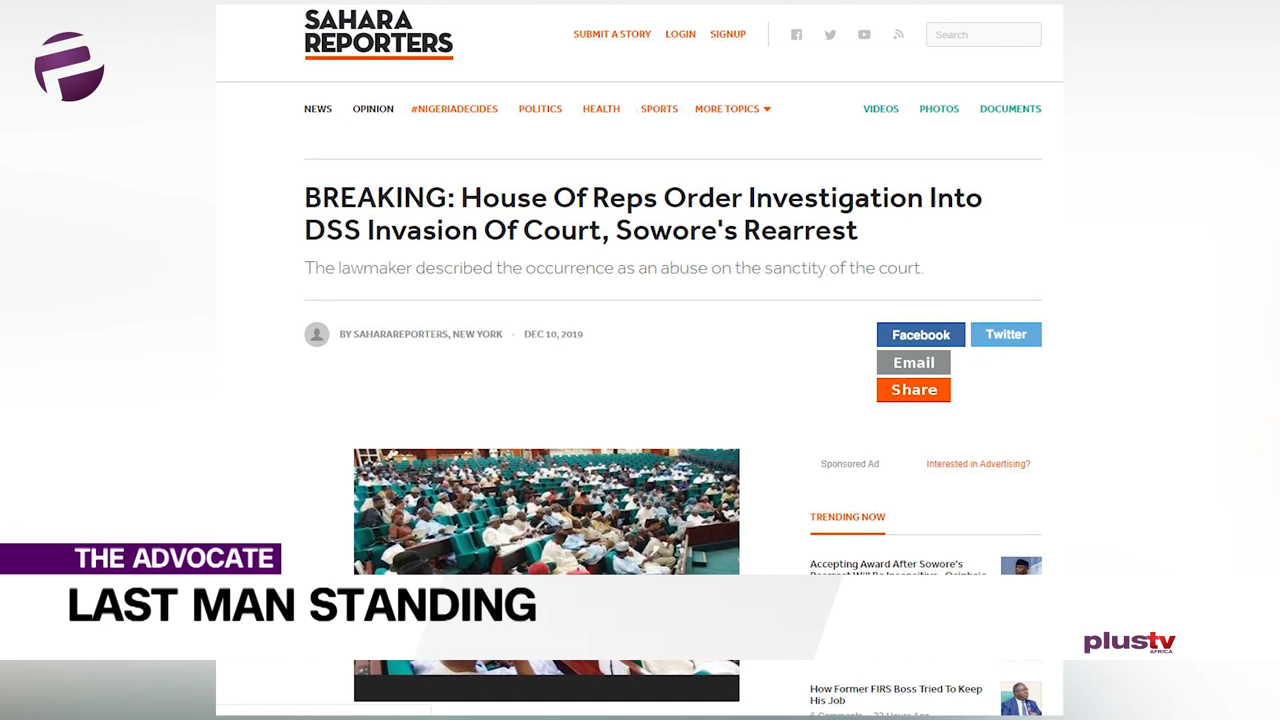 SAHARA
REPORTERS
SUBMIT A STORY LOGIN SIGNUP
Search
NEWS OPINION #NIGERIADECIDES POLITICS HEALTH SPORTS MORE TOPICS
VIDEOS PHOTOS DOCUMENTS
BREAKING: House Of Reps Order Investigation Into
DSS Invasion Of Court, Sowore's Rearrest
The lawmaker described the occurrence as an abuse on the sanctity of the court.
BY SAHARAREPORTERS, NEW YORK DEC 10, 2019
Facebook Twitter
Email
Share
Sponsored Ad Interested in Advertising?
TRENDING NOW
Accepting Award After Sowore's
THE ADVOCATE
LAST MAN STANDING
plustv
AFRICA
How Former FIRS Boss Tried To Keep
His Job